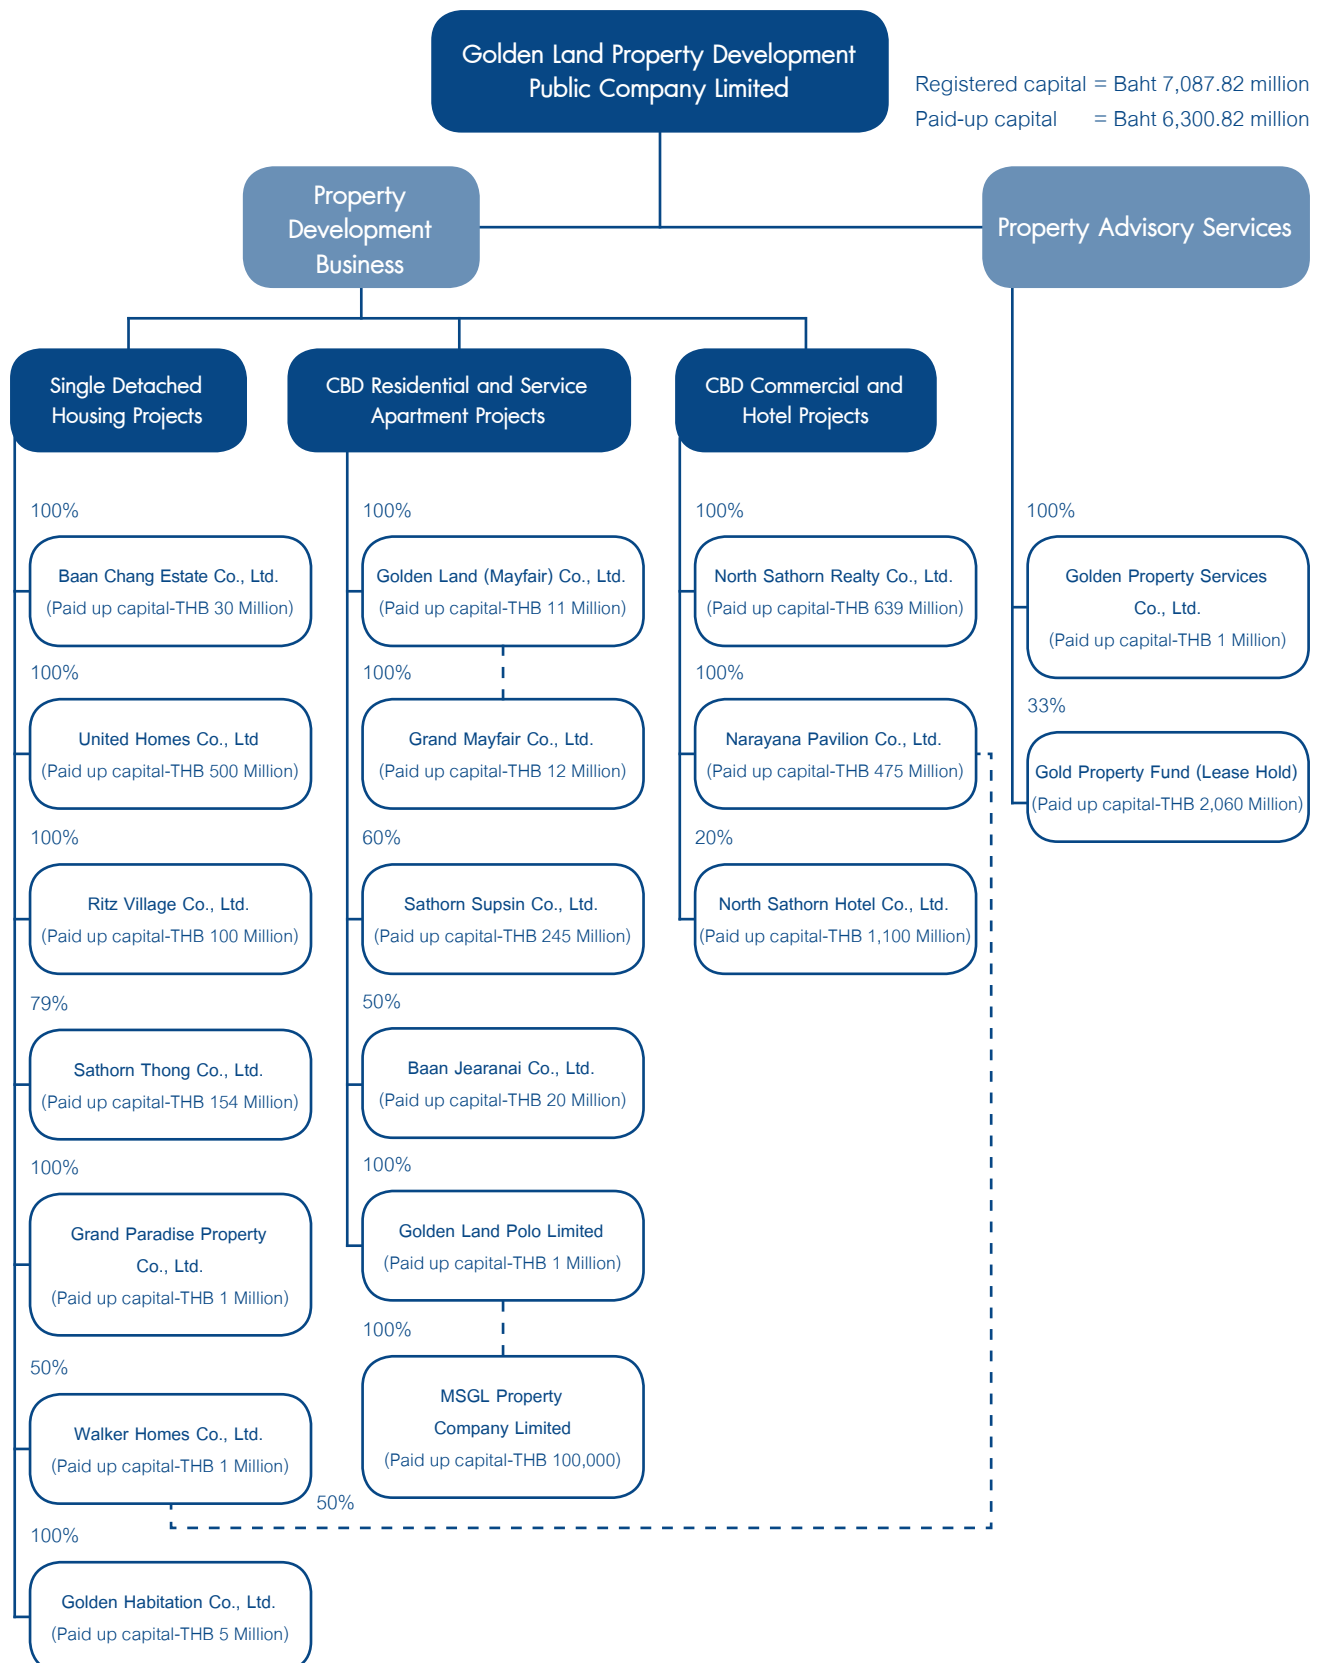 Golden Land Property Development
Public Company Limited
Registered capital = Baht 7,087.82 million
Paid-up capital = Baht 6,300.82 million
Property
Development
Business
Property Advisory Services
Single Detached
Housing Projects
CBD Residential and Service
Apartment Projects
CBD Commercial and
Hotel Projects
100%
Baan Chang Estate Co., Ltd.
(Paid up capital-THB 30 Million)
100%
United Homes Co., Ltd
(Paid up capital-THB 500 Million)
100%
Ritz Village Co., Ltd.
(Paid up capital-THB 100 Million)
79%
Sathorn Thong Co., Ltd.
(Paid up capital-THB 154 Million)
100%
Grand Paradise Property
Co., Ltd.
(Paid up capital-THB 1 Million)
50%
Walker Homes Co., Ltd.
(Paid up capital-THB 1 Million)
50%
100%
Golden Habitation Co., Ltd.
(Paid up capital-THB 5 Million)
100%
Golden Land (Mayfair) Co., Ltd.
(Paid up capital-THB 11 Million)
100%
Grand Mayfair Co., Ltd.
(Paid up capital-THB 12 Million)
60%
Sathorn Supsin Co., Ltd.
(Paid up capital-THB 245 Million)
50%
Baan Jearanai Co., Ltd.
(Paid up capital-THB 20 Million)
100%
Golden Land Polo Limited
(Paid up capital-THB 1 Million)
100%
MSGL Property
Company Limited
(Paid up capital-THB 100,000)
100%
North Sathorn Realty Co., Ltd.
(Paid up capital-THB 639 Million)
100%
Narayana Pavilion Co., Ltd.
(Paid up capital-THB 475 Million)
20%
North Sathorn Hotel Co., Ltd.
(Paid up capital-THB 1,100 Million)
100%
Golden Property Services
Co., Ltd.
(Paid up capital-THB 1 Million)
33%
Gold Property Fund (Lease Hold)
(Paid up capital-THB 2,060 Million)